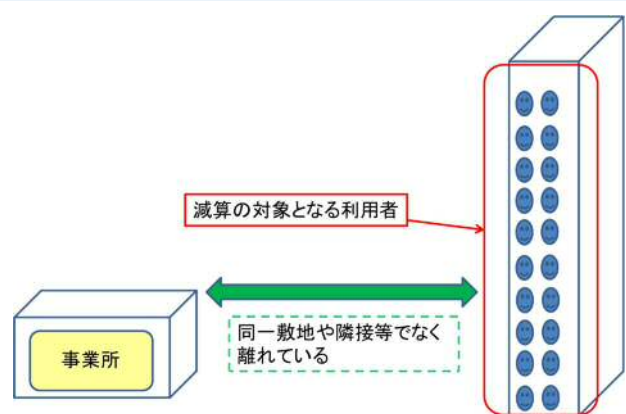 減算の対象となる利用者
同一敷地や隣接等でなく
離れている
事業所